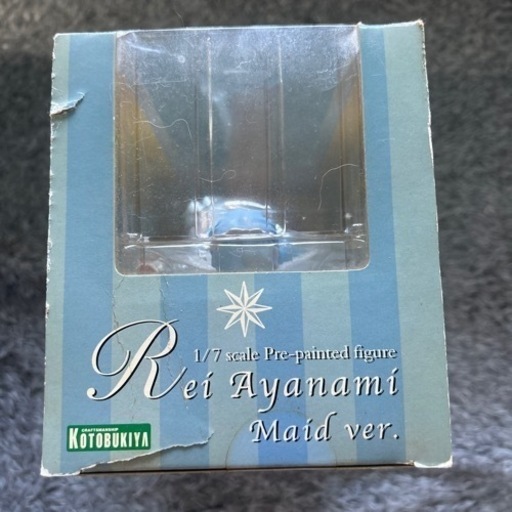 1/7 scale Pre-painted figure
Rei Ayanami
Maid ver.
CRAFTSMANSHIP
KOTOBUKIYA